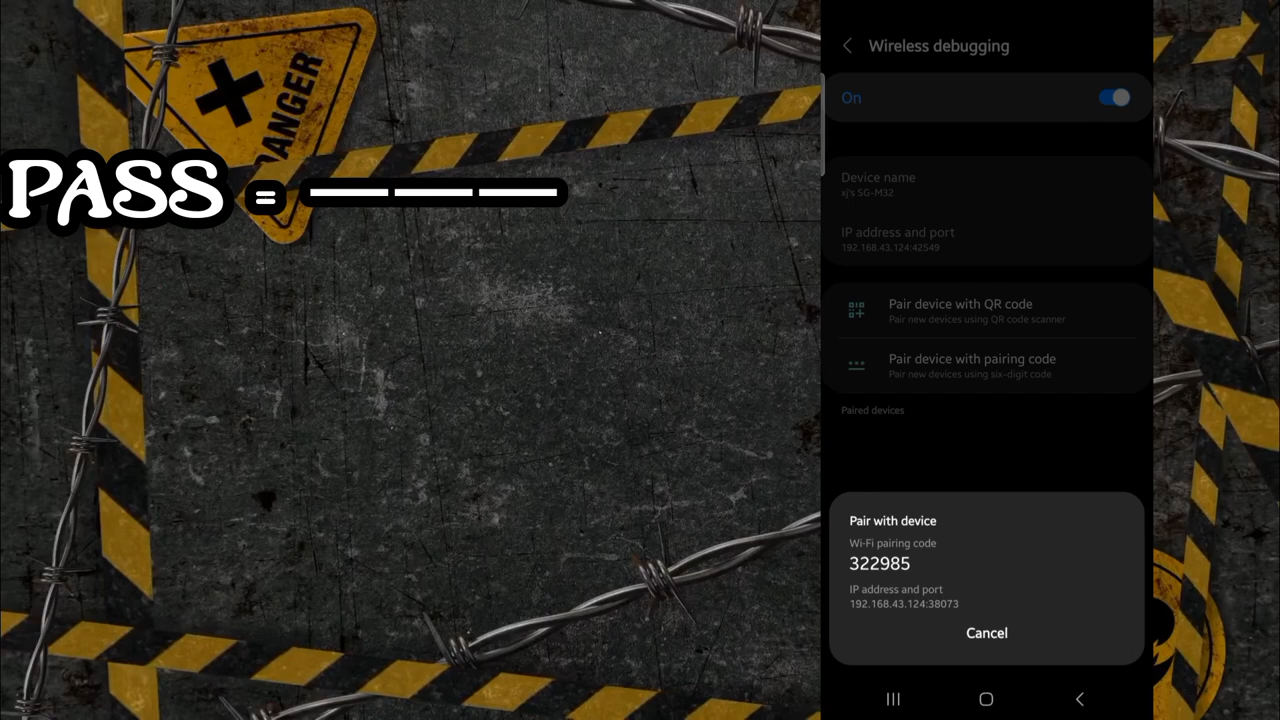 DANGER
PASS = — — —
Wireless debugging
On
Device name
xj's SG-M32
IP address and port
192.168.43.124:42549
Pair device with QR code
Pair new devices using QR code scanner
Pair device with pairing code
Pair new devices using six-digit code
Paired devices
Pair with device
Wi-Fi pairing code
322985
IP address and port
192.168.43.124:38073
Cancel